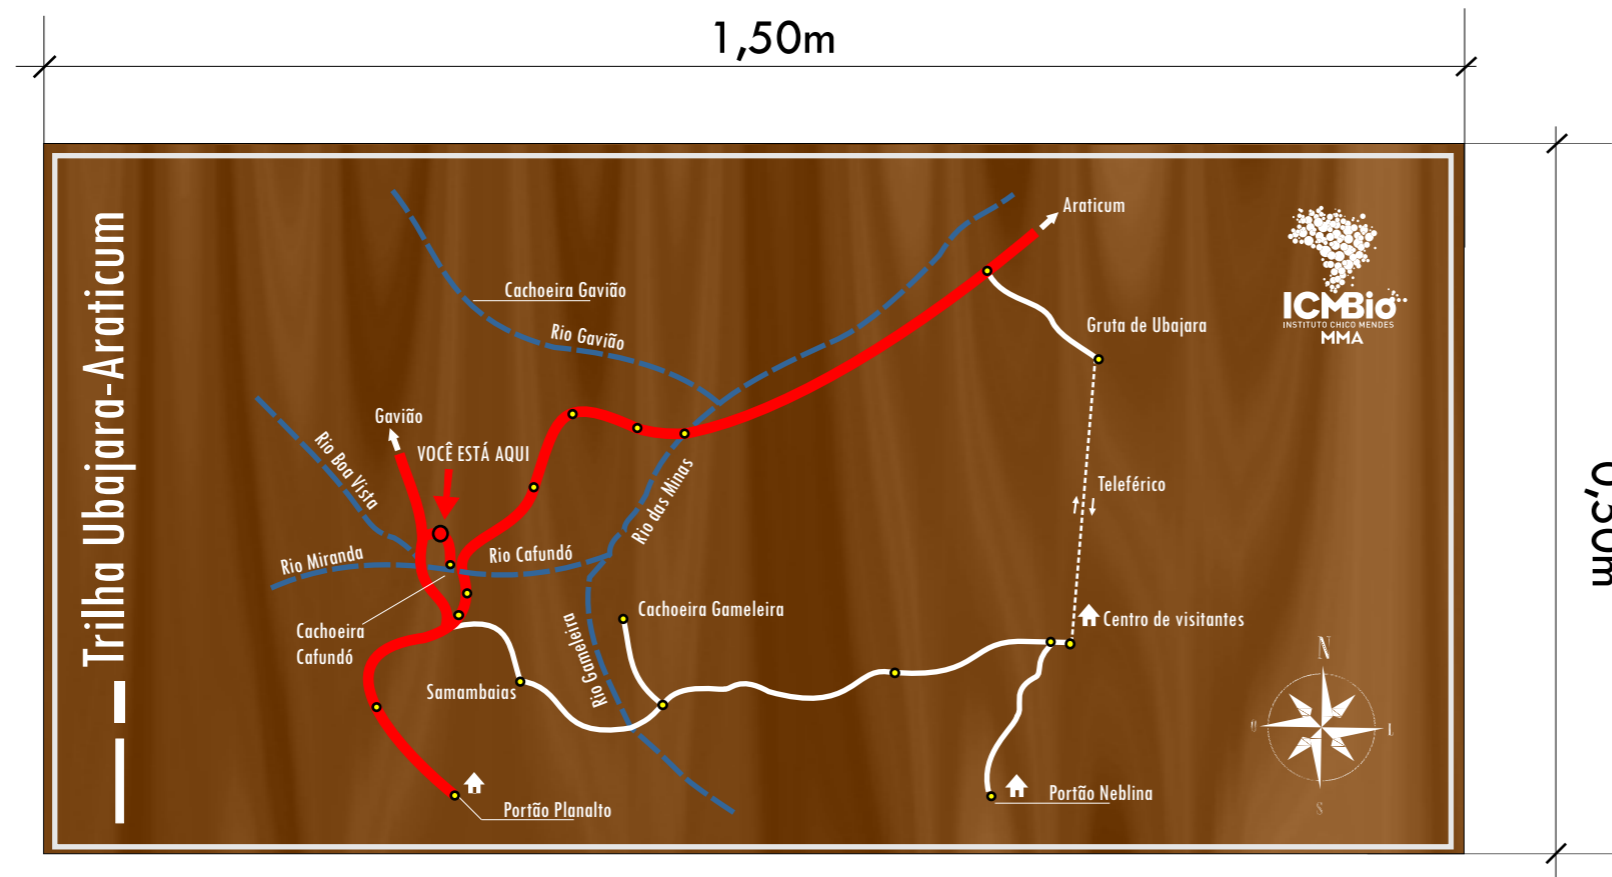 1,50m
0,50m
Trilha Ubajara-Araticum
Araticum
ICMBio
INSTITUTO CHICO MENDES
MMA
Cachoeira Gavião
Rio Gavião
Gruta de Ubajara
Gavião
VOCÊ ESTÁ AQUI
Rio Boa Vista
Rio das Minas
Teleférico
Rio Miranda
Rio Cafundó
Cachoeira
Cafundó
Cachoeira Gameleira
Rio Gameleira
Centro de visitantes
Samambaias
Portão Planalto
Portão Neblina
N
O
L
S